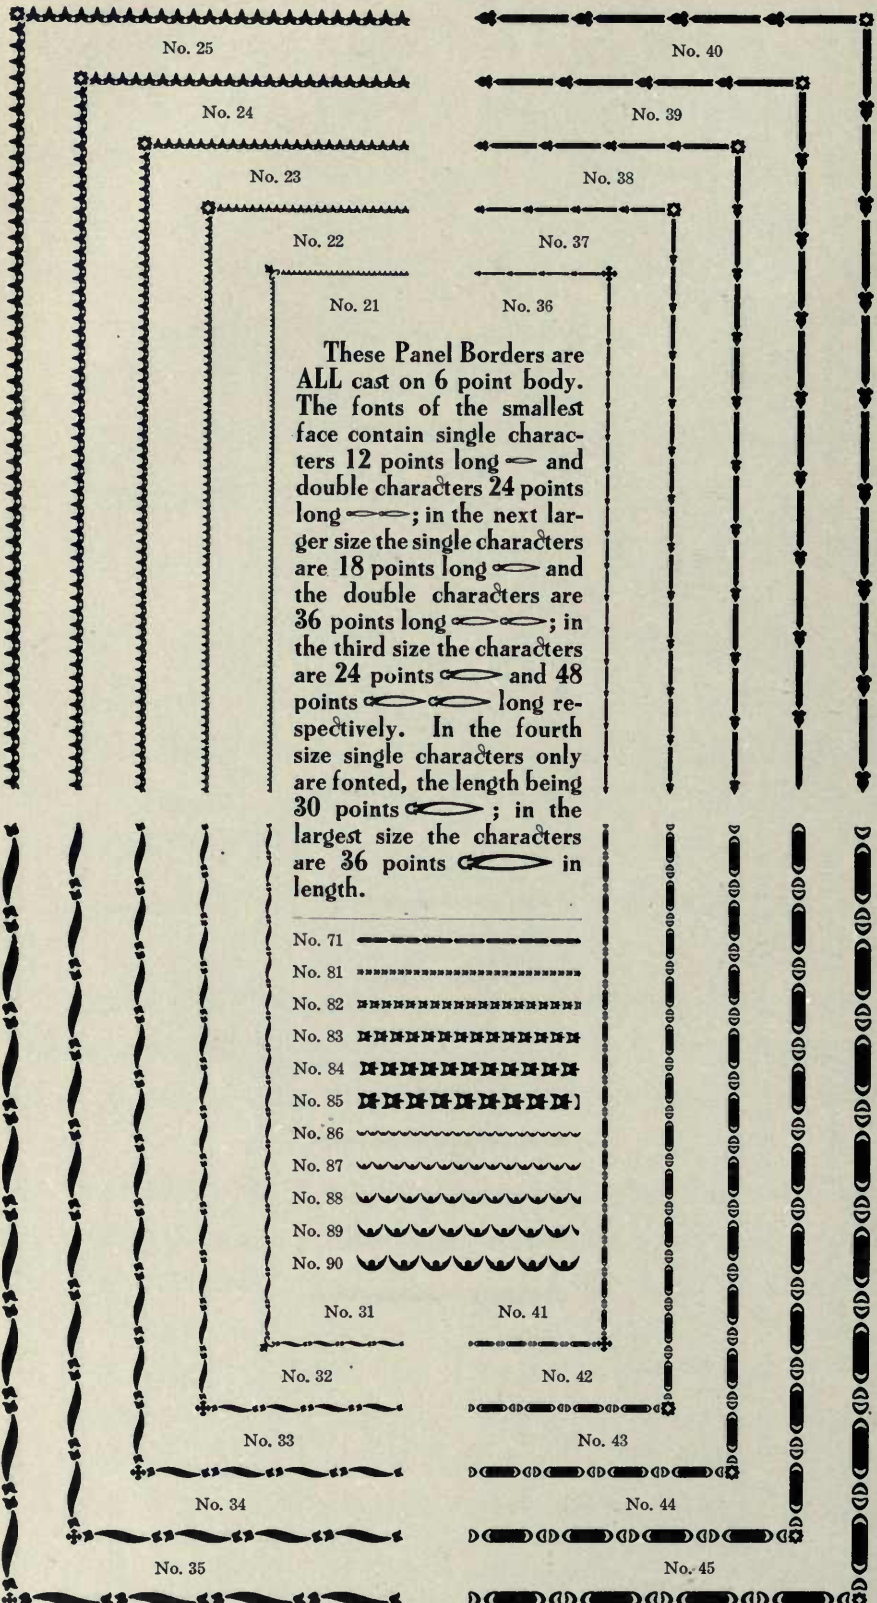 No. 25
No. 40
No. 24
No. 39
No. 23
No. 38
No. 22
No. 37
No. 21
No. 36
These Panel Borders are
ALL cast on 6 point body.
The fonts of the smallest
face contain single charac-
ters 12 points long and
double characters 24 points
long ; in the next lar-
ger size the single characters
are 18 points long and
the double characters are
36 points long ; in
the third size the characters
are 24 points and 48
points long re-
spectively. In the fourth
size single characters only
are fonted, the length being
30 points ; in the
largest size the characters
are 36 points in
length.
No. 71
No. 81
No. 82
No. 83
No. 84
No. 85
No. 86
No. 87
No. 88
No. 89
No. 90
No. 31
No. 41
No. 32
No. 42
No. 33
No. 43
No. 34
No. 44
No. 35
No. 45